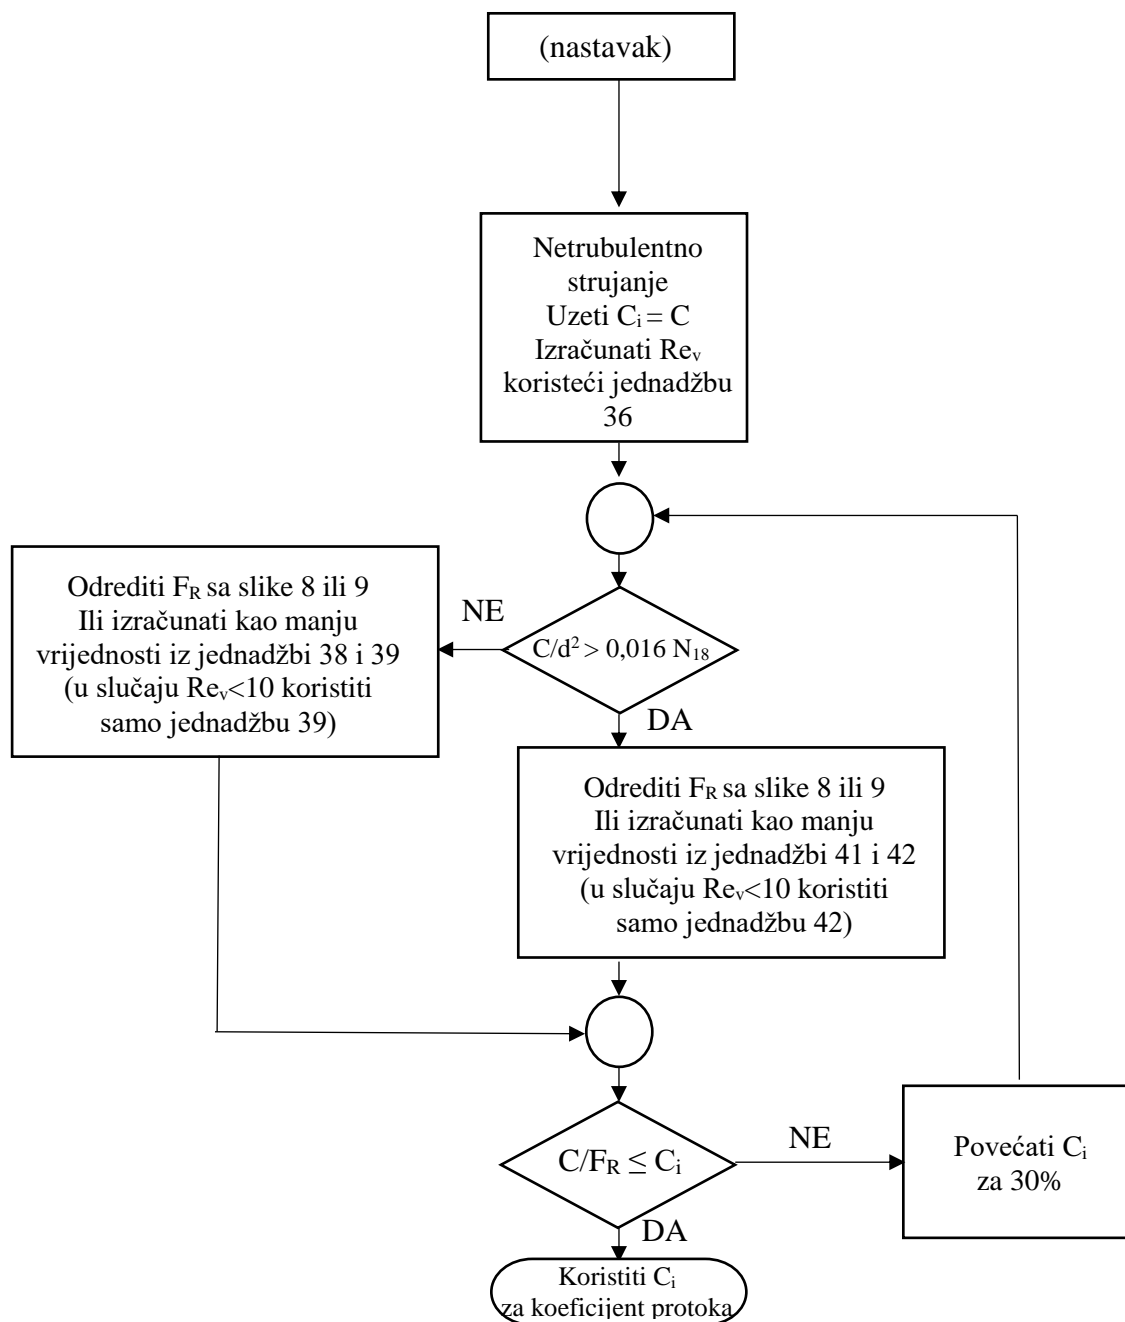 (nastavak)
Netrubulentno
strujanje
Uzeti Cᵢ = C
Izračunati Reᵥ
koristeći jednadžbu
36
Odrediti F_R sa slike 8 ili 9
Ili izračunati kao manju
vrijednosti iz jednadžbi 38 i 39
(u slučaju Reᵥ<10 koristiti
samo jednadžbu 39)
NE
C/d² > 0,016 N₁₈
DA
Odrediti F_R sa slike 8 ili 9
Ili izračunati kao manju
vrijednosti iz jednadžbi 41 i 42
(u slučaju Reᵥ<10 koristiti
samo jednadžbu 42)
C/F_R ≤ Cᵢ
NE
Povećati Cᵢ
za 30%
DA
Koristiti Cᵢ
za koeficijent protoka